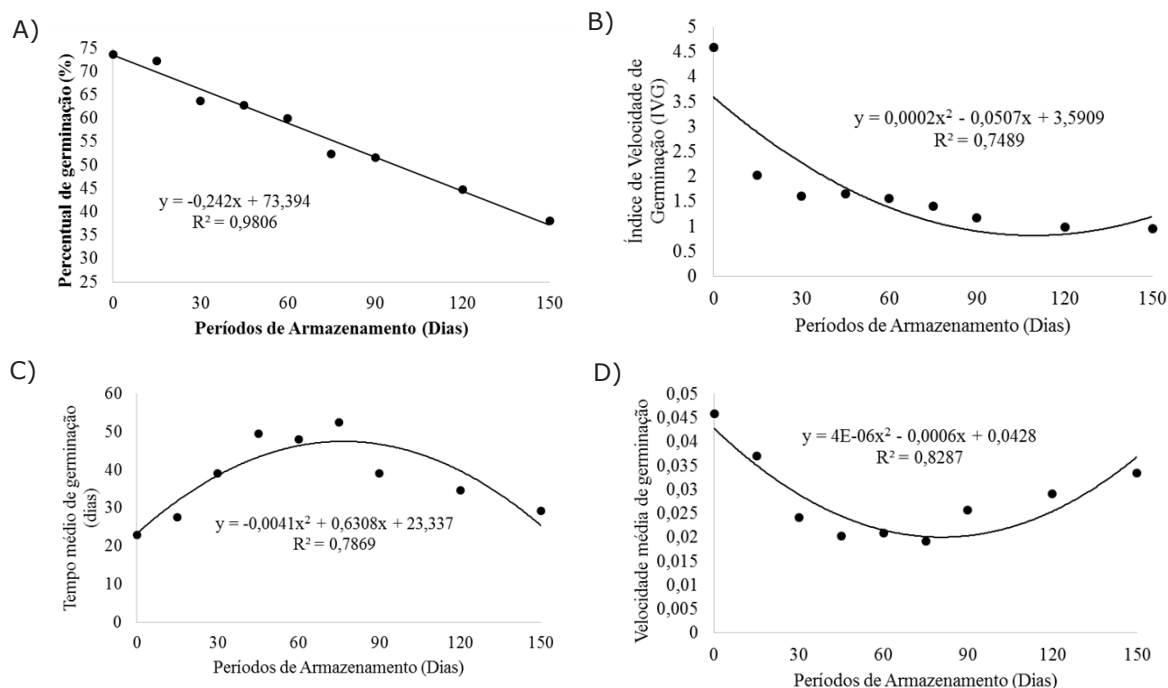 A)
Percentual de germinação (%)
75
70
65
60
55
50
45
40
35
30
25
y = -0,242x + 73,394
R² = 0,9806
0 30 60 90 120 150
Períodos de Armazenamento (Dias)
B)
Índice de Velocidade de
Germinação (IVG)
5
4.5
4
3.5
3
2.5
2
1.5
1
0.5
0
y = 0,0002x² - 0,0507x + 3,5909
R² = 0,7489
0 30 60 90 120 150
Períodos de Armazenamento (Dias)
C)
Tempo médio de germinação
(dias)
60
50
40
30
20
10
0
y = -0,0041x² + 0,6308x + 23,337
R² = 0,7869
0 30 60 90 120 150
Períodos de Armazenamento (Dias)
D)
Velocidade média de germinação
0,05
0,045
0,04
0,035
0,03
0,025
0,02
0,015
0,01
0,005
0
y = 4E-06x² - 0,0006x + 0,0428
R² = 0,8287
0 30 60 90 120 150
Períodos de Armazenamento (Dias)